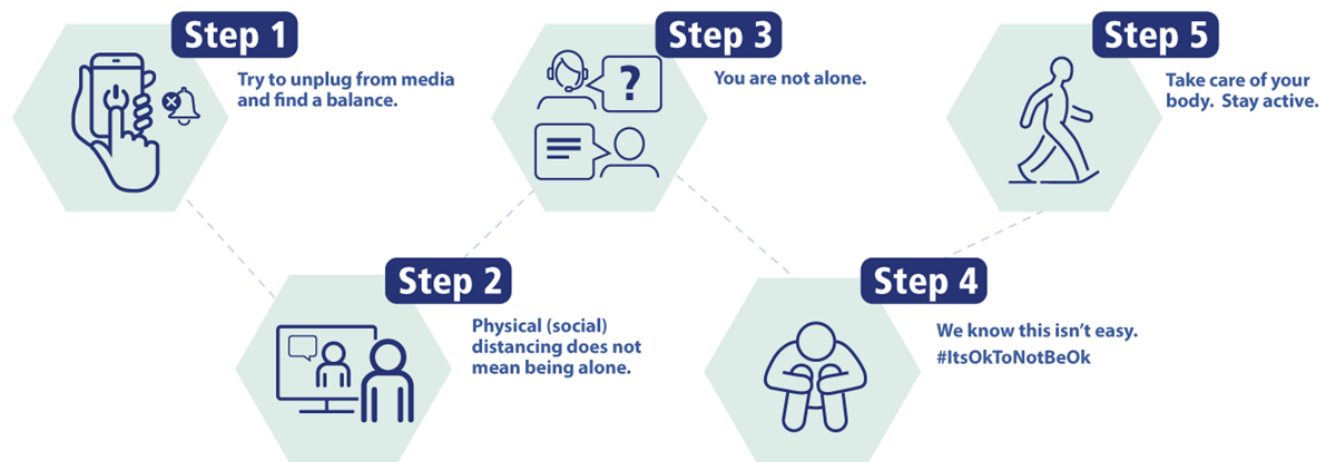 Step 1
Try to unplug from media
and find a balance.
Step 2
Physical (social)
distancing does not
mean being alone.
Step 3
?
You are not alone.
Step 4
We know this isn't easy.
#ItsOkToNotBeOk
Step 5
Take care of your
body.  Stay active.